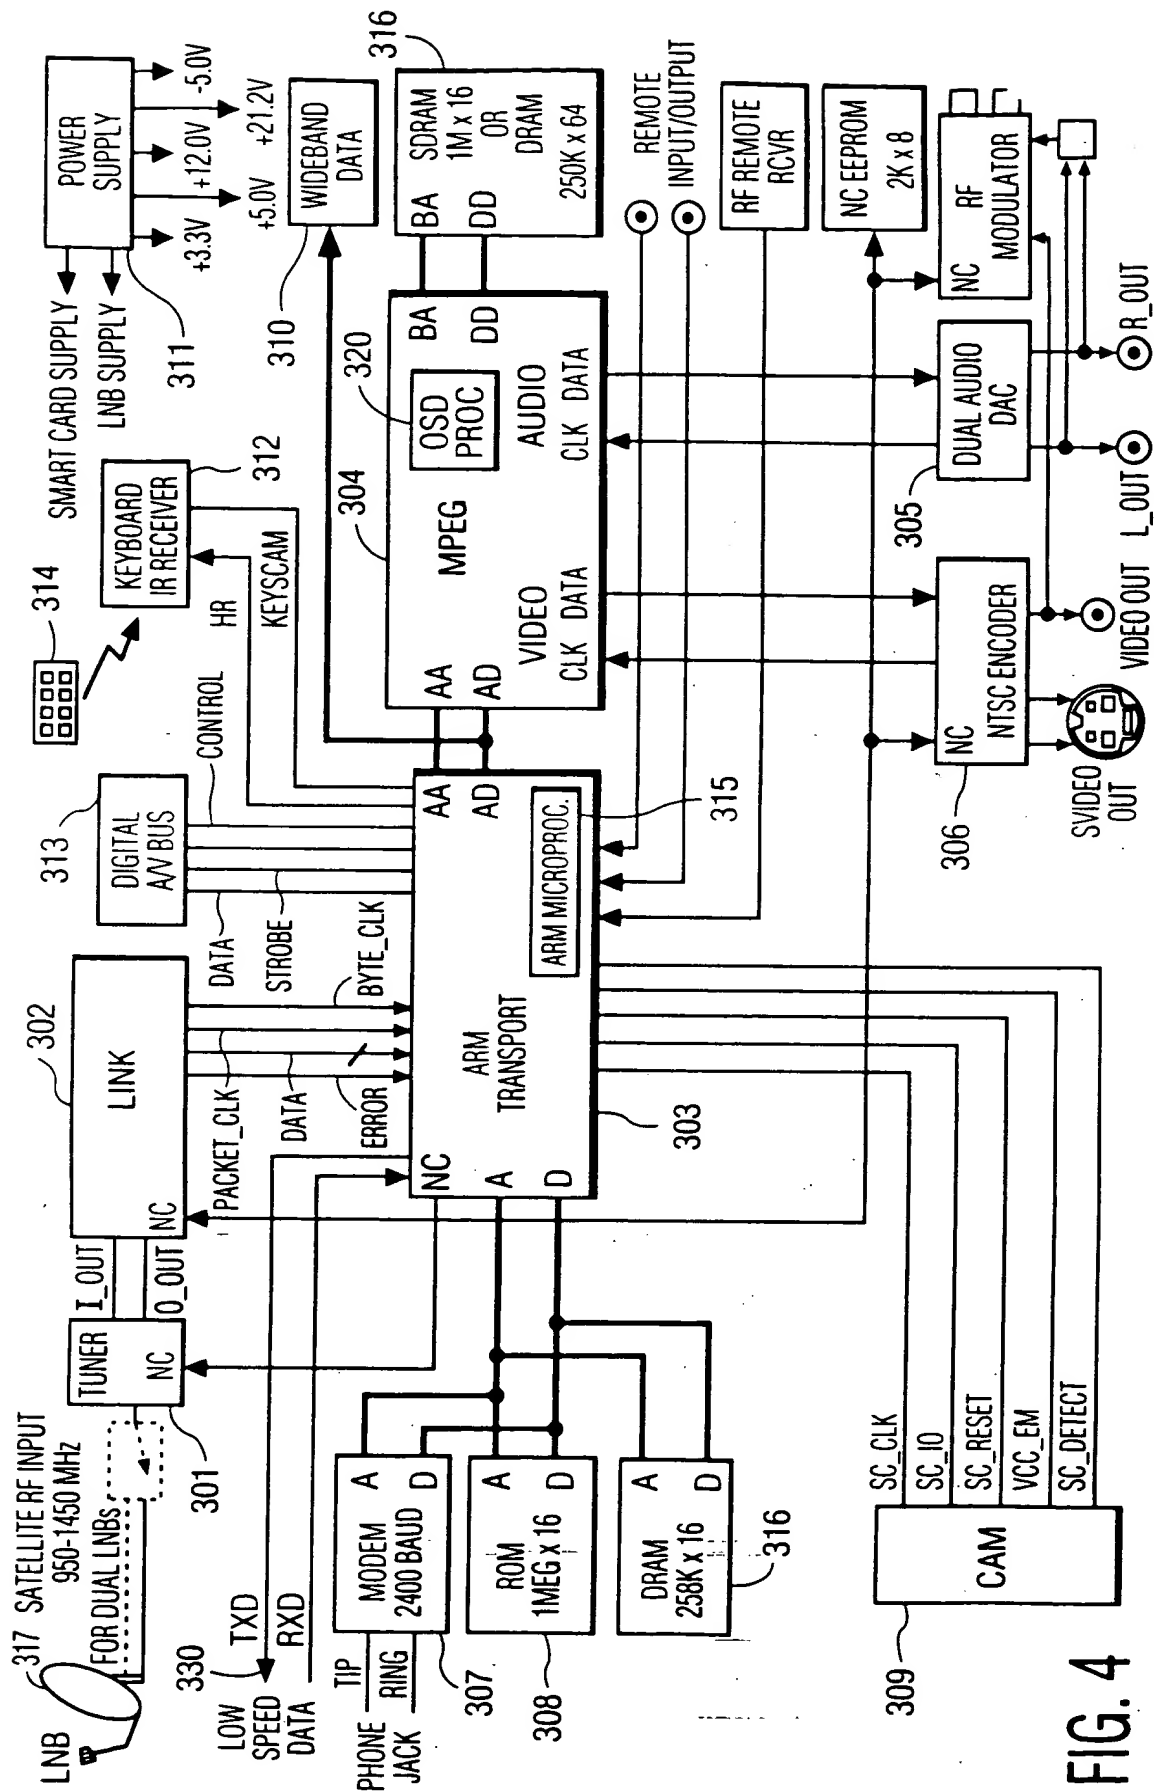 LNB
317
SATELLITE RF INPUT
950-1450 MHz
FOR DUAL LNBs
301
TUNER
NC
I_OUT
O_OUT
302
LINK
NC
PACKET_CLK
DATA
ERROR
BYTE_CLK
313
DIGITAL
A/V BUS
DATA
STROBE
CONTROL
314
KEYBOARD
IR RECEIVER
312
HR
KEYSCAM
SMART CARD SUPPLY
LNB SUPPLY
311
POWER
SUPPLY
+3.3V
+5.0V
+12.0V
+21.2V
-5.0V
310
WIDEBAND
DATA
316
SDRAM
1M x 16
OR
DRAM
250K x 64
BA
DD
304
320
OSD
PROC
MPEG
BA
DD
AA
AD
VIDEO
CLK DATA
AUDIO
CLK DATA
330
TXD
RXD
LOW
SPEED
DATA
NC
A
D
ARM
TRANSPORT
AA
AD
ARM MICROPROC.
315
303
PHONE
JACK
TIP
RING
MODEM
2400 BAUD
A
D
307
ROM
1MEG x 16
A
D
308
DRAM
258K x 16
A
D
316
REMOTE
INPUT/OUTPUT
RF REMOTE
RCVR
NC EEPROM
2K x 8
NC
RF
MODULATOR
DUAL AUDIO
DAC
305
NC
NTSC ENCODER
306
SVIDEO
OUT
VIDEO OUT
L_OUT
R_OUT
SC_CLK
SC_IO
SC_RESET
VCC_EM
SC_DETECT
CAM
309
FIG. 4